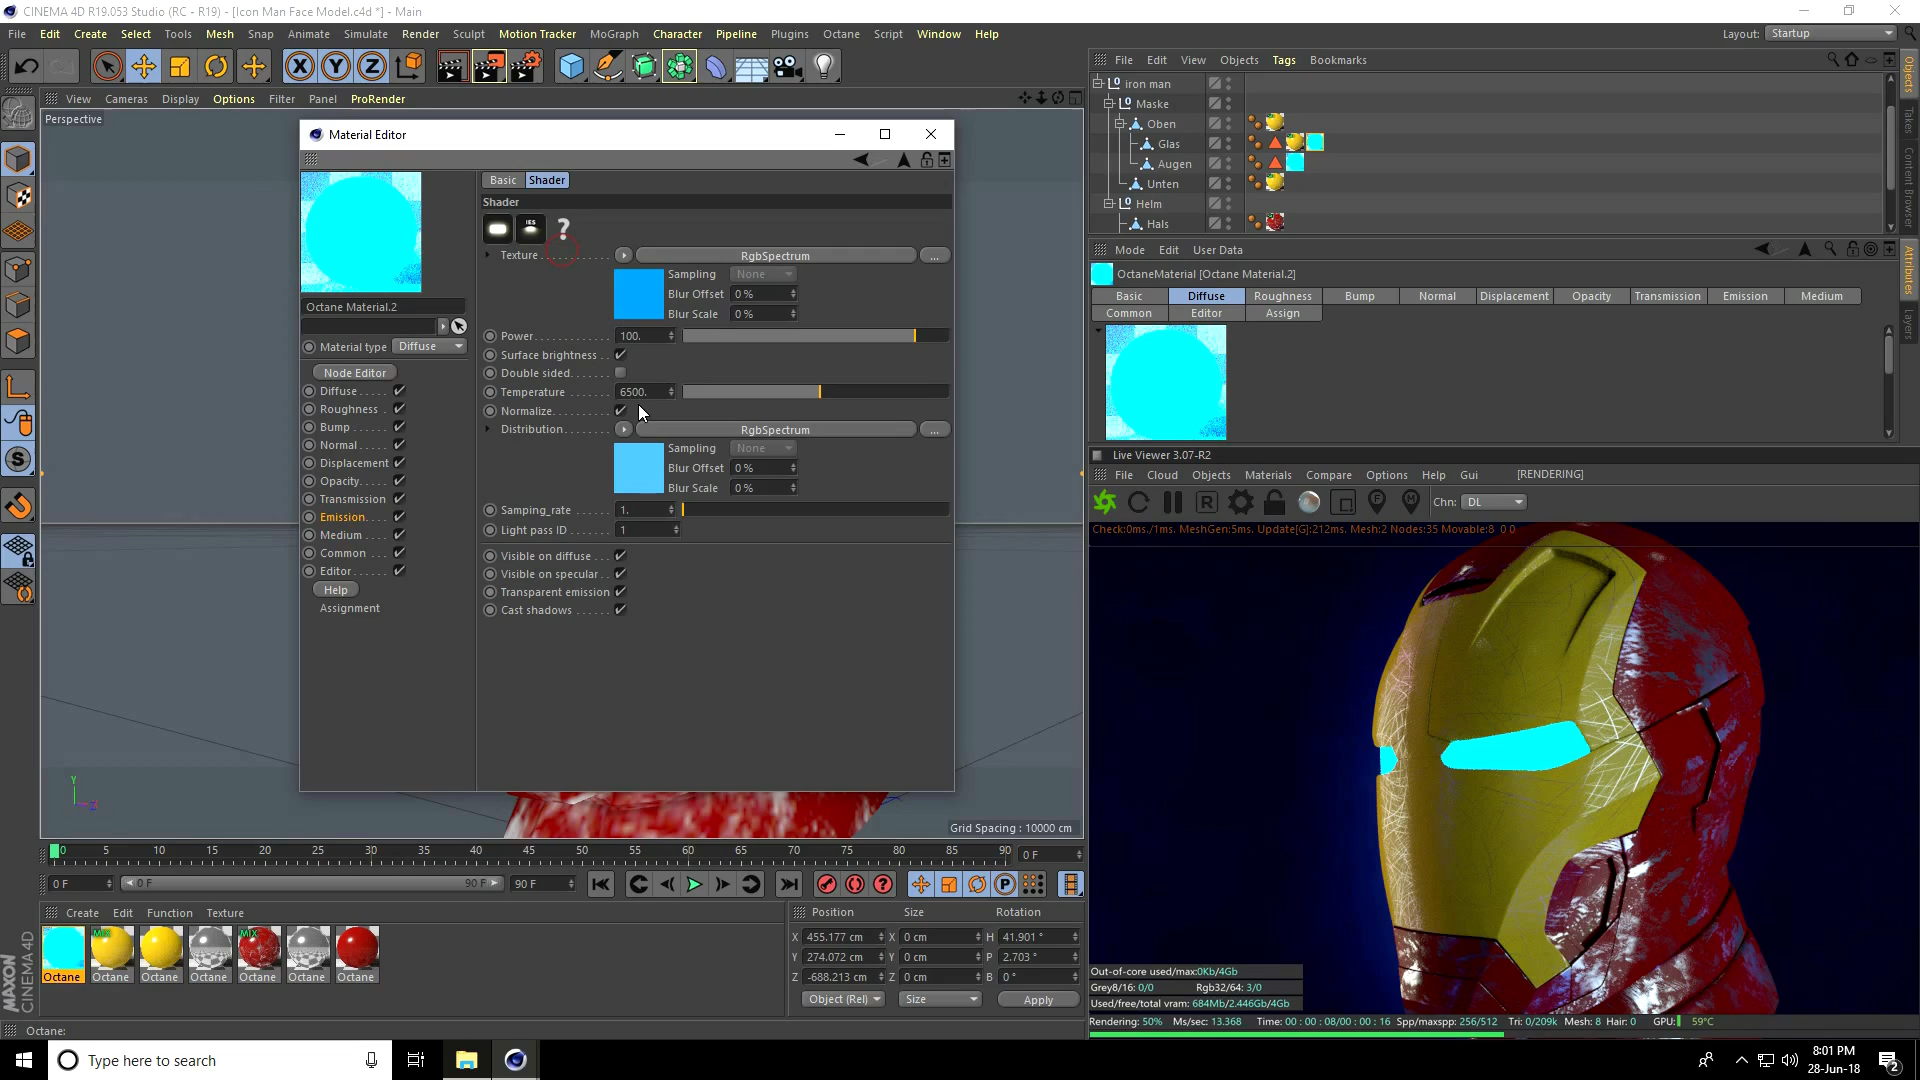 CINEMA 4D R19.053 Studio (RC - R19) - [Icon Man Face Model.c4d *] - Main
File Edit Create Select Tools Mesh Snap Animate Simulate Render Sculpt Motion Tracker MoGraph Character Pipeline Plugins Octane Script Window Help
Layout: Startup
X Y Z
File Edit View Objects Tags Bookmarks
View Cameras Display Options Filter Panel ProRender
Perspective
iron man
Maske
Oben
Glas
Augen
Unten
Helm
Hals
Objects
Takes
Content Browser
Attributes
Layers
Material Editor
Basic Shader
Shader
IES
?
Texture RgbSpectrum ...
Sampling None
Blur Offset 0 %
Blur Scale 0 %
Power 100.
Surface brightness
Double sided
Temperature 6500.
Normalize
Distribution RgbSpectrum ...
Sampling None
Blur Offset 0 %
Blur Scale 0 %
Samping_rate 1.
Light pass ID 1
Visible on diffuse
Visible on specular
Transparent emission
Cast shadows
Octane Material.2
Material type Diffuse
Node Editor
Diffuse
Roughness
Bump
Normal
Displacement
Opacity
Transmission
Emission
Medium
Common
Editor
Help
Assignment
Mode Edit User Data
OctaneMaterial [Octane Material.2]
Basic Diffuse Roughness Bump Normal Displacement Opacity Transmission Emission Medium
Common Editor Assign
Live Viewer 3.07-R2
File Cloud Objects Materials Compare Options Help Gui [RENDERING]
R F M Chn: DL
Check:0ms./1ms. MeshGen:5ms. Update[G]:212ms. Mesh:2 Nodes:35 Movable:8 0 0
Out-of-core used/max:0Kb/4Gb
Grey8/16: 0/0 Rgb32/64: 3/0
Used/free/total vram: 684Mb/2.446Gb/4Gb
Rendering: 50% Ms/sec: 13.368 Time: 00 : 00 : 08/00 : 00 : 16 Spp/maxspp: 256/512 Tri: 0/209k Mesh: 8 Hair: 0 GPU: 59°C
Y
Grid Spacing : 10000 cm
0 5 10 15 20 25 30 35 40 45 50 55 60 65 70 75 80 85 90 0 F
0 F 0 F 90 F 90 F
P
Create Edit Function Texture
MIX MIX
Octane Octane Octane Octane Octane Octane Octane
Position Size Rotation
X 455.177 cm X 0 cm H 41.901 °
Y 274.072 cm Y 0 cm P 2.703 °
Z -688.213 cm Z 0 cm B 0 °
Object (Rel) Size Apply
MAXON
CINEMA 4D
Octane:
Type here to search
8:01 PM
28-Jun-18
2